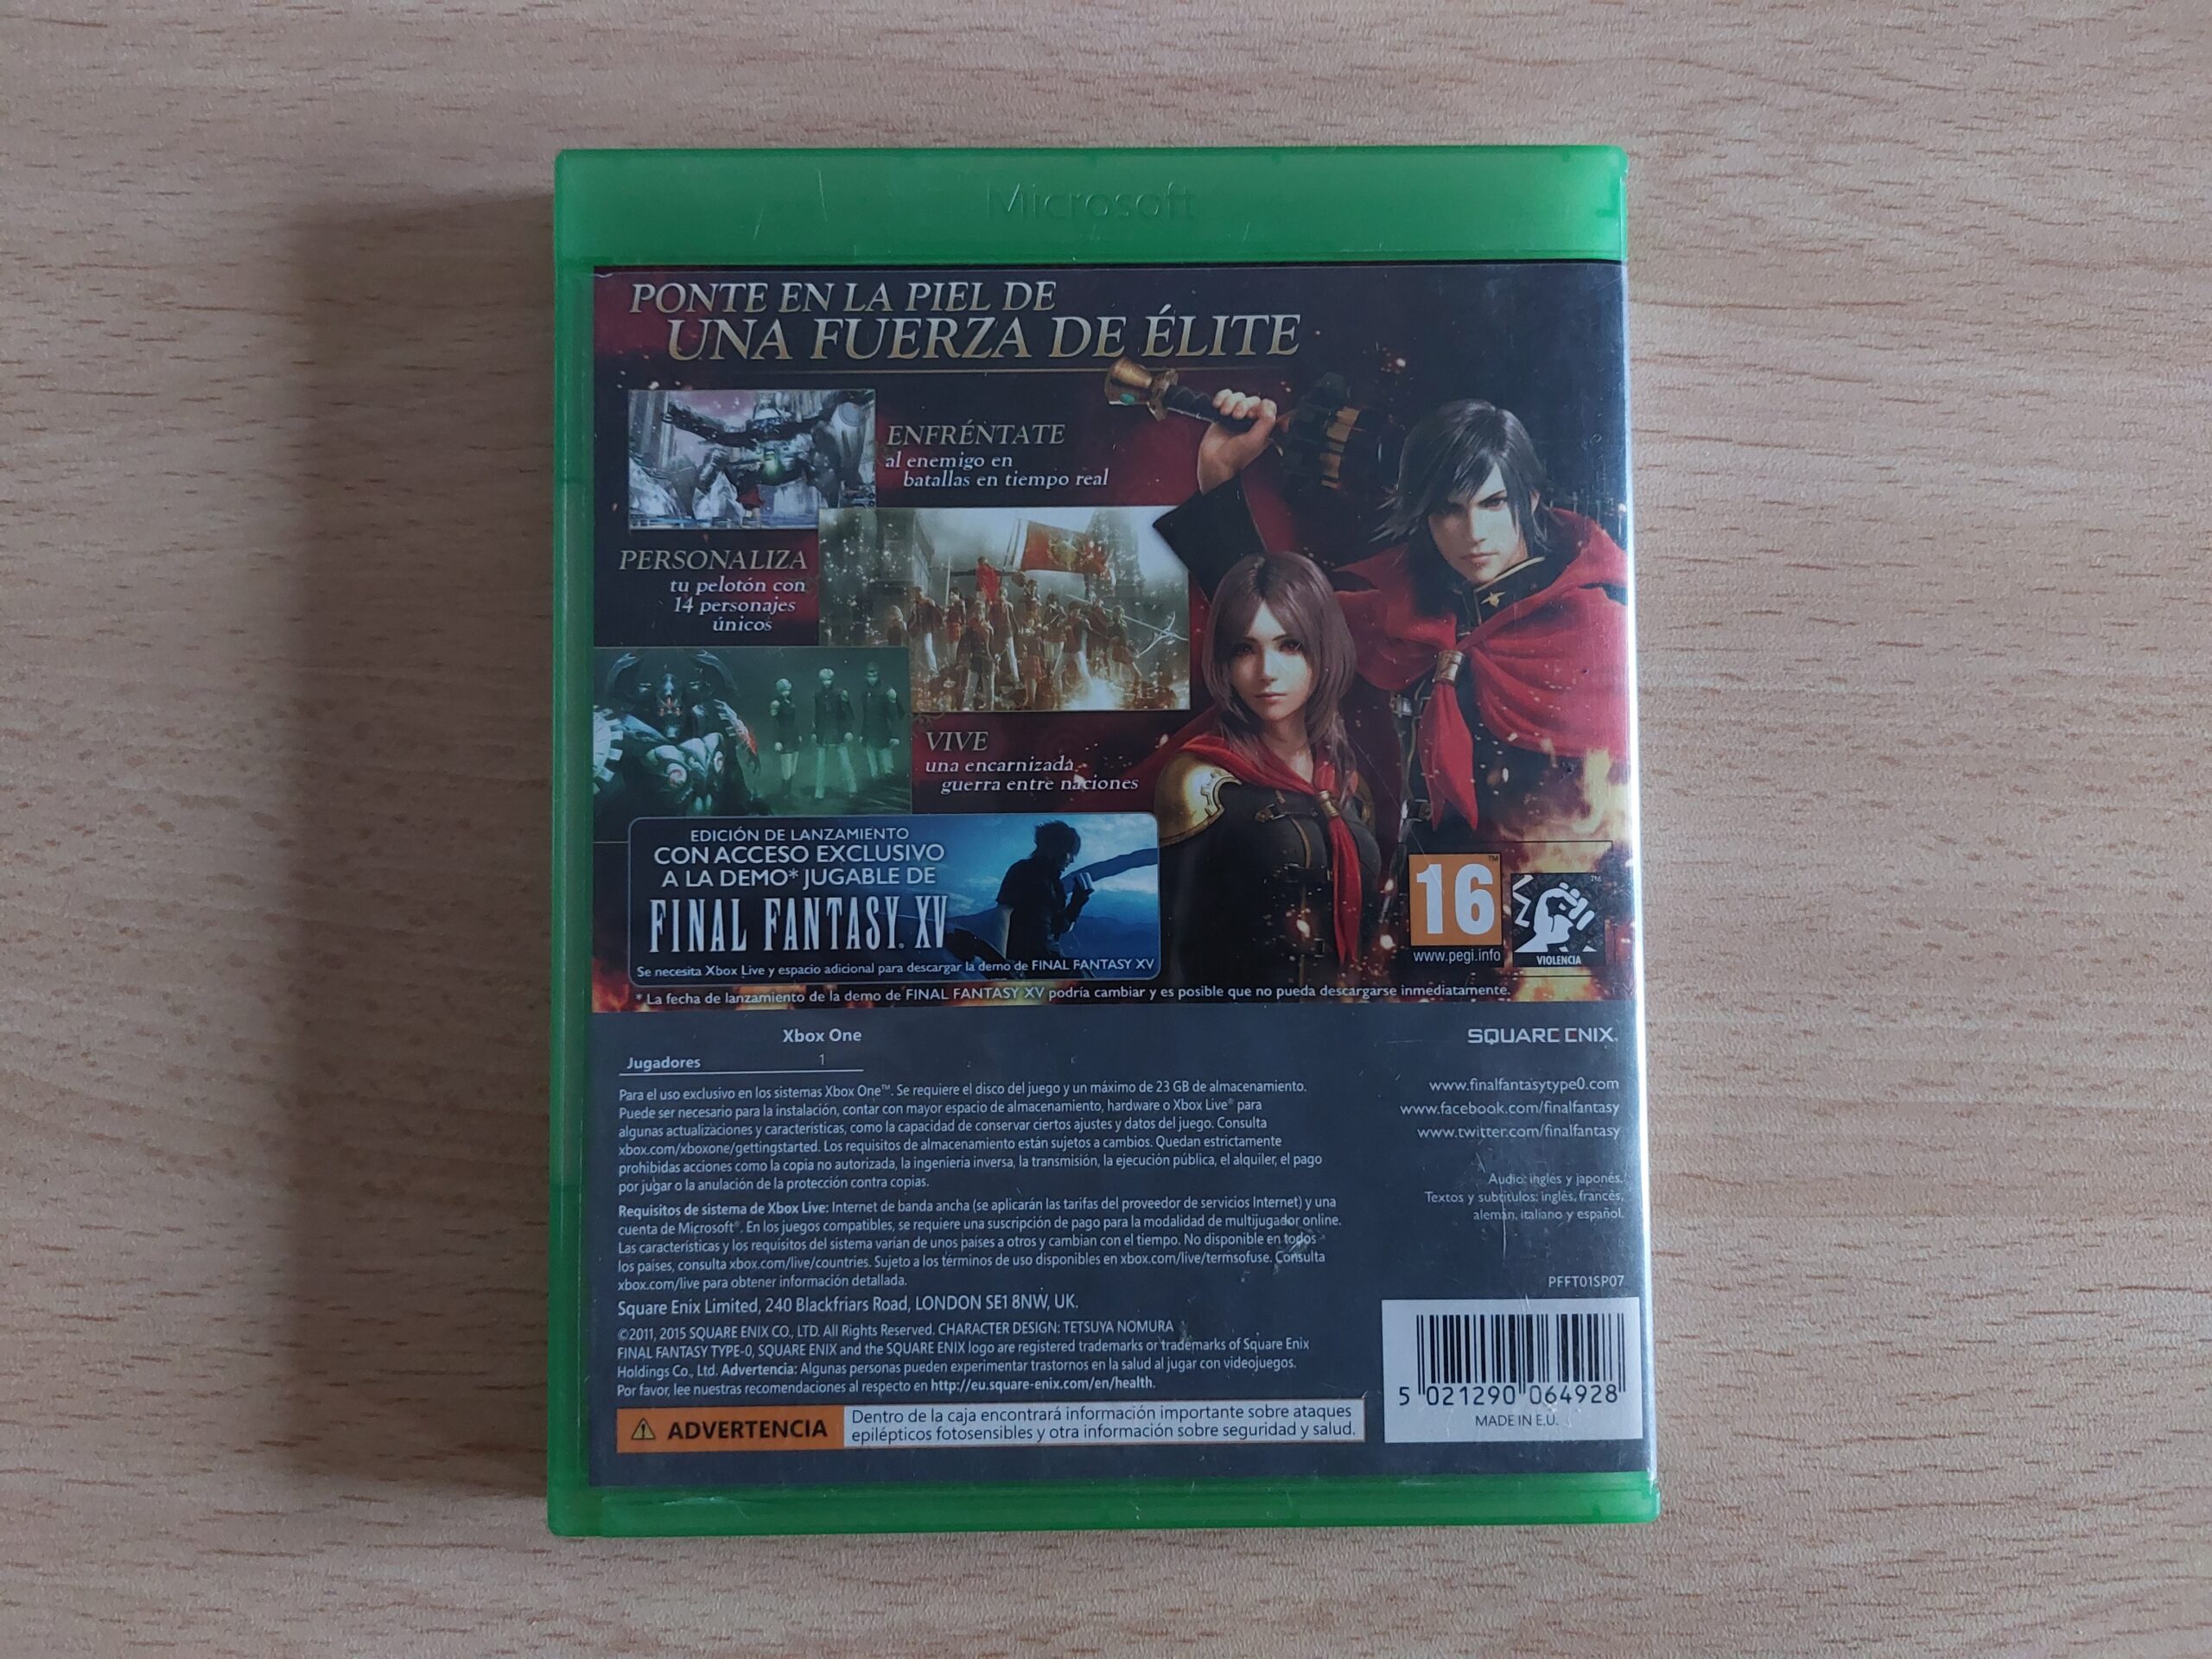 Microsoft
PONTE EN LA PIEL DE
UNA FUERZA DE ÉLITE
ENFRÉNTATE
al enemigo en
batallas en tiempo real
PERSONALIZA
tu pelotón con
14 personajes
únicos
VIVE
una encarnizada
guerra entre naciones
EDICIÓN DE LANZAMIENTO
CON ACCESO EXCLUSIVO
A LA DEMO* JUGABLE DE
FINAL FANTASY. XV
Se necesita Xbox Live y espacio adicional para descargar la demo de FINAL FANTASY XV
16™
www.pegi.info
™
VIOLENCIA
* La fecha de lanzamiento de la demo de FINAL FANTASY XV podría cambiar y es posible que no pueda descargarse inmediatamente.
Xbox One
Jugadores 1
Para el uso exclusivo en los sistemas Xbox One™. Se requiere el disco del juego y un máximo de 23 GB de almacenamiento.
Puede ser necesario para la instalación, contar con mayor espacio de almacenamiento, hardware o Xbox Live® para
algunas actualizaciones y características, como la capacidad de conservar ciertos ajustes y datos del juego. Consulta
xbox.com/xboxone/gettingstarted. Los requisitos de almacenamiento están sujetos a cambios. Quedan estrictamente
prohibidas acciones como la copia no autorizada, la ingeniería inversa, la transmisión, la ejecución pública, el alquiler, el pago
por jugar o la anulación de la protección contra copias.
Requisitos de sistema de Xbox Live: Internet de banda ancha (se aplicarán las tarifas del proveedor de servicios Internet) y una
cuenta de Microsoft®. En los juegos compatibles, se requiere una suscripción de pago para la modalidad de multijugador online.
Las características y los requisitos del sistema varían de unos países a otros y cambian con el tiempo. No disponible en todos
los países, consulta xbox.com/live/countries. Sujeto a los términos de uso disponibles en xbox.com/live/termsofuse. Consulta
xbox.com/live para obtener información detallada.
Square Enix Limited, 240 Blackfriars Road, LONDON SE1 8NW, UK.
©2011, 2015 SQUARE ENIX CO., LTD. All Rights Reserved. CHARACTER DESIGN: TETSUYA NOMURA
FINAL FANTASY TYPE-0, SQUARE ENIX and the SQUARE ENIX logo are registered trademarks or trademarks of Square Enix
Holdings Co., Ltd. Advertencia: Algunas personas pueden experimentar trastornos en la salud al jugar con videojuegos.
Por favor, lee nuestras recomendaciones al respecto en http://eu.square-enix.com/en/health.
ADVERTENCIA
Dentro de la caja encontrará información importante sobre ataques
epilépticos fotosensibles y otra información sobre seguridad y salud.
SQUARE ENIX.
www.finalfantasytype0.com
www.facebook.com/finalfantasy
www.twitter.com/finalfantasy
Audio: inglés y japonés.
Textos y subtítulos: inglés, francés,
alemán, italiano y español.
PFFT01SP07
5 021290 064928
MADE IN E.U.